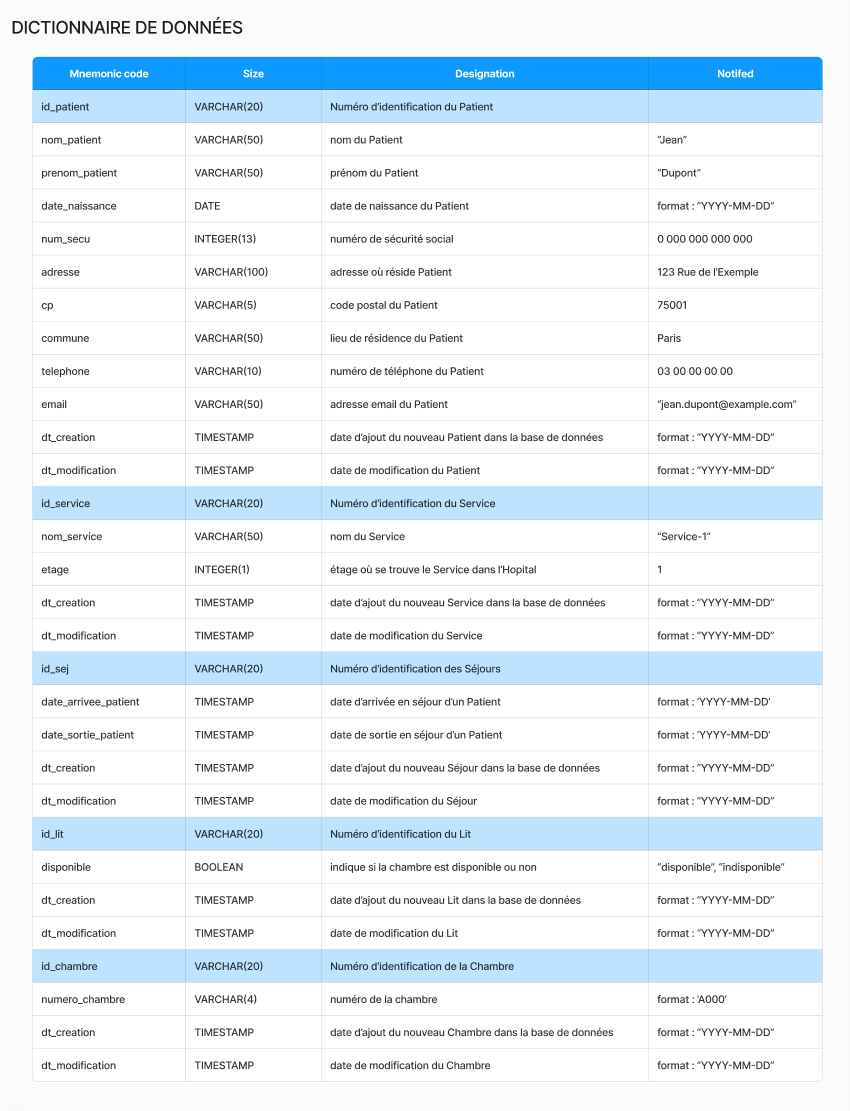 DICTIONNAIRE DE DONNÉES
Mnemonic code Size Designation Notifed
id_patient VARCHAR(20) Numéro d’identification du Patient
nom_patient VARCHAR(50) nom du Patient “Jean”
prenom_patient VARCHAR(50) prénom du Patient “Dupont”
date_naissance DATE date de naissance du Patient format : “YYYY-MM-DD”
num_secu INTEGER(13) numéro de sécurité social 0 000 000 000 000
adresse VARCHAR(100) adresse où réside Patient 123 Rue de l'Exemple
cp VARCHAR(5) code postal du Patient 75001
commune VARCHAR(50) lieu de résidence du Patient Paris
telephone VARCHAR(10) numéro de téléphone du Patient 03 00 00 00 00
email VARCHAR(50) adresse email du Patient “jean.dupont@example.com”
dt_creation TIMESTAMP date d’ajout du nouveau Patient dans la base de données format : “YYYY-MM-DD”
dt_modification TIMESTAMP date de modification du Patient format : “YYYY-MM-DD”
id_service VARCHAR(20) Numéro d’identification du Service
nom_service VARCHAR(50) nom du Service “Service-1”
etage INTEGER(1) étage où se trouve le Service dans l’Hopital 1
dt_creation TIMESTAMP date d’ajout du nouveau Service dans la base de données format : “YYYY-MM-DD”
dt_modification TIMESTAMP date de modification du Service format : “YYYY-MM-DD”
id_sej VARCHAR(20) Numéro d’identification des Séjours
date_arrivee_patient TIMESTAMP date d’arrivée en séjour d’un Patient format : 'YYYY-MM-DD'
date_sortie_patient TIMESTAMP date de sortie en séjour d’un Patient format : 'YYYY-MM-DD'
dt_creation TIMESTAMP date d’ajout du nouveau Séjour dans la base de données format : “YYYY-MM-DD”
dt_modification TIMESTAMP date de modification du Séjour format : “YYYY-MM-DD”
id_lit VARCHAR(20) Numéro d’identification du Lit
disponible BOOLEAN indique si la chambre est disponible ou non “disponible”, “indisponible”
dt_creation TIMESTAMP date d’ajout du nouveau Lit dans la base de données format : “YYYY-MM-DD”
dt_modification TIMESTAMP date de modification du Lit format : “YYYY-MM-DD”
id_chambre VARCHAR(20) Numéro d’identification de la Chambre
numero_chambre VARCHAR(4) numéro de la chambre format : ‘A000’
dt_creation TIMESTAMP date d’ajout du nouveau Chambre dans la base de données format : “YYYY-MM-DD”
dt_modification TIMESTAMP date de modification du Chambre format : “YYYY-MM-DD”